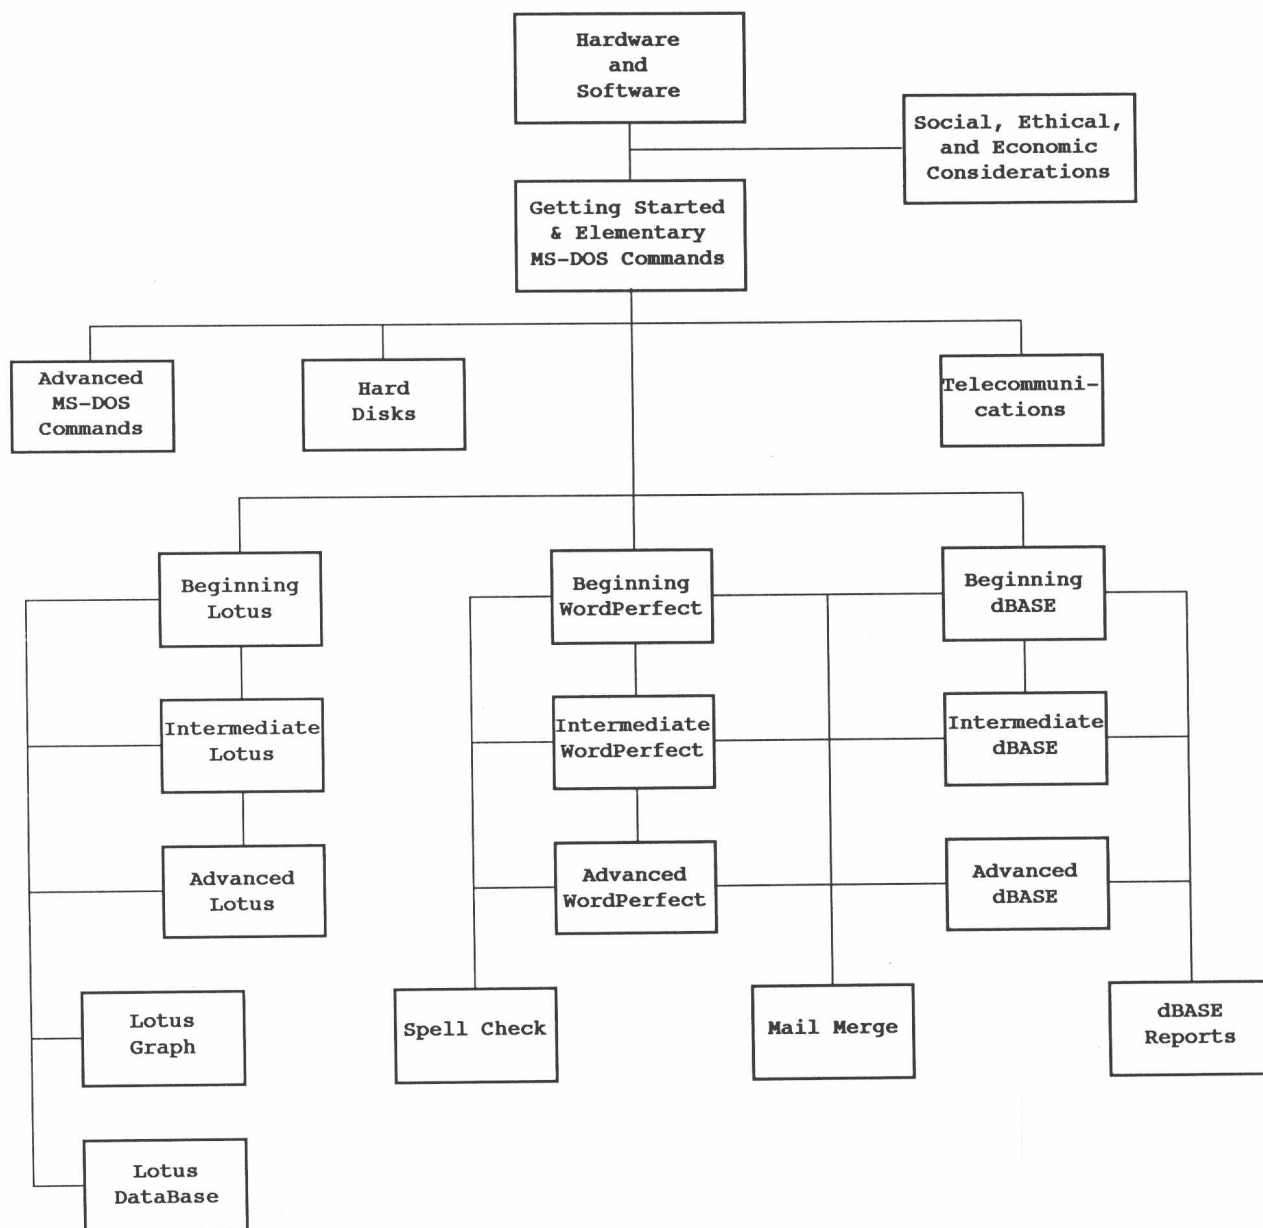 Hardware
and
Software
Social, Ethical,
and Economic
Considerations
Getting Started
& Elementary
MS-DOS Commands
Advanced
MS-DOS
Commands
Hard
Disks
Telecommuni-
cations
Beginning
Lotus
Beginning
WordPerfect
Beginning
dBASE
Intermediate
Lotus
Intermediate
WordPerfect
Intermediate
dBASE
Advanced
Lotus
Advanced
WordPerfect
Advanced
dBASE
Lotus
Graph
Spell Check
Mail Merge
dBASE
Reports
Lotus
DataBase